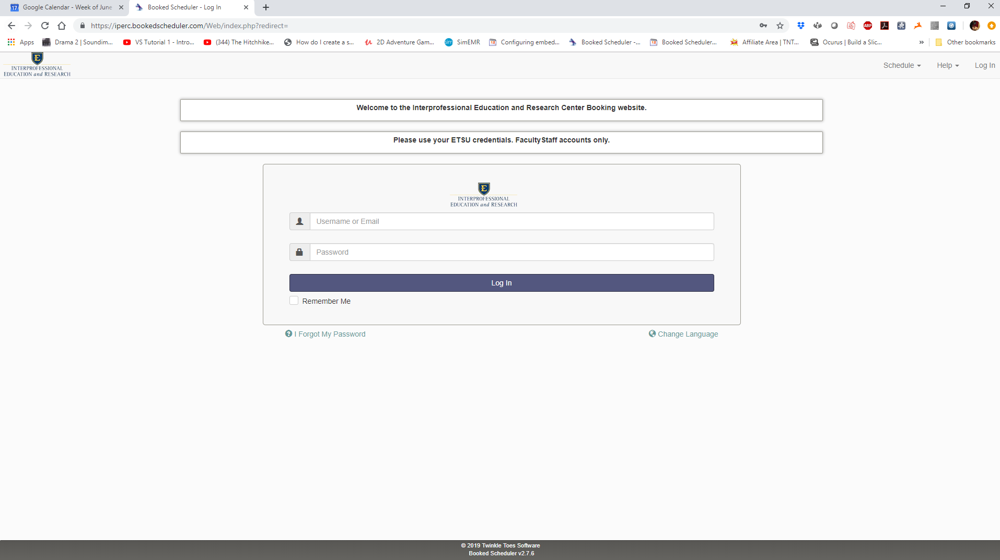 17 Google Calendar - Week of June
Booked Scheduler - Log In
https://iperc.bookedscheduler.com/Web/index.php?redirect=
ABP
Apps
Drama 2 | Soundim...
VS Tutorial 1 - Intro...
(344) The Hitchhike...
How do I create a s...
2D Adventure Gam...
sim SimEMR
12 Configuring embed...
Booked Scheduler -...
12 Booked Scheduler...
Affiliate Area | TNT...
Ocurus | Build a Slic...
» Other bookmarks
E
INTERPROFESSIONAL
EDUCATION and RESEARCH
Schedule
Help
Log In
Welcome to the Interprofessional Education and Research Center Booking website.
Please use your ETSU credentials. FacultyStaff accounts only.
E
INTERPROFESSIONAL
EDUCATION and RESEARCH
Username or Email
Password
Log In
Remember Me
I Forgot My Password
Change Language
© 2019 Twinkle Toes Software
Booked Scheduler v2.7.6